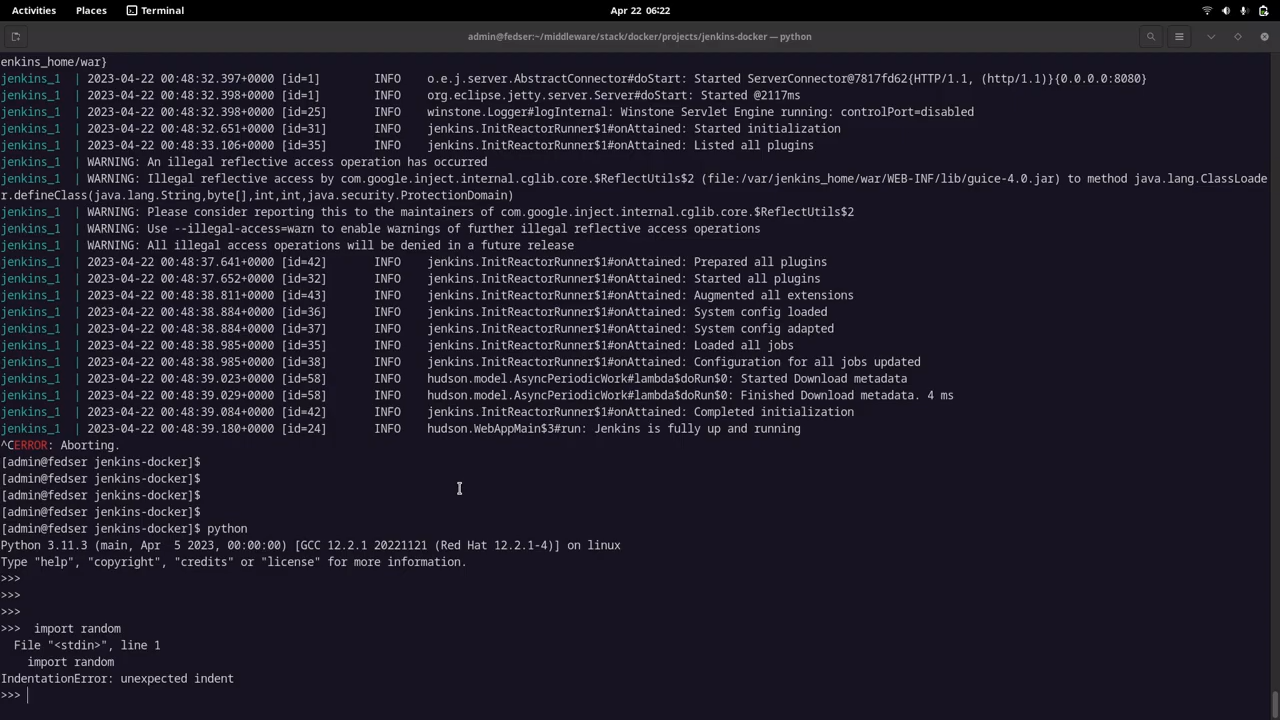 Activities Places Terminal Apr 22 06:22
admin@fedser:~/middleware/stack/docker/projects/jenkins-docker — python
enkins_home/war}
jenkins_1 | 2023-04-22 00:48:32.397+0000 [id=1] INFO o.e.j.server.AbstractConnector#doStart: Started ServerConnector@7817fd62{HTTP/1.1, (http/1.1)}{0.0.0.0:8080}
jenkins_1 | 2023-04-22 00:48:32.398+0000 [id=1] INFO org.eclipse.jetty.server.Server#doStart: Started @2117ms
jenkins_1 | 2023-04-22 00:48:32.398+0000 [id=25] INFO winstone.Logger#logInternal: Winstone Servlet Engine running: controlPort=disabled
jenkins_1 | 2023-04-22 00:48:32.651+0000 [id=31] INFO jenkins.InitReactorRunner$1#onAttained: Started initialization
jenkins_1 | 2023-04-22 00:48:33.106+0000 [id=35] INFO jenkins.InitReactorRunner$1#onAttained: Listed all plugins
jenkins_1 | WARNING: An illegal reflective access operation has occurred
jenkins_1 | WARNING: Illegal reflective access by com.google.inject.internal.cglib.core.$ReflectUtils$2 (file:/var/jenkins_home/war/WEB-INF/lib/guice-4.0.jar) to method java.lang.ClassLoade
r.defineClass(java.lang.String,byte[],int,int,java.security.ProtectionDomain)
jenkins_1 | WARNING: Please consider reporting this to the maintainers of com.google.inject.internal.cglib.core.$ReflectUtils$2
jenkins_1 | WARNING: Use --illegal-access=warn to enable warnings of further illegal reflective access operations
jenkins_1 | WARNING: All illegal access operations will be denied in a future release
jenkins_1 | 2023-04-22 00:48:37.641+0000 [id=42] INFO jenkins.InitReactorRunner$1#onAttained: Prepared all plugins
jenkins_1 | 2023-04-22 00:48:37.652+0000 [id=32] INFO jenkins.InitReactorRunner$1#onAttained: Started all plugins
jenkins_1 | 2023-04-22 00:48:38.811+0000 [id=43] INFO jenkins.InitReactorRunner$1#onAttained: Augmented all extensions
jenkins_1 | 2023-04-22 00:48:38.884+0000 [id=36] INFO jenkins.InitReactorRunner$1#onAttained: System config loaded
jenkins_1 | 2023-04-22 00:48:38.884+0000 [id=37] INFO jenkins.InitReactorRunner$1#onAttained: System config adapted
jenkins_1 | 2023-04-22 00:48:38.985+0000 [id=35] INFO jenkins.InitReactorRunner$1#onAttained: Loaded all jobs
jenkins_1 | 2023-04-22 00:48:38.985+0000 [id=38] INFO jenkins.InitReactorRunner$1#onAttained: Configuration for all jobs updated
jenkins_1 | 2023-04-22 00:48:39.023+0000 [id=58] INFO hudson.model.AsyncPeriodicWork#lambda$doRun$0: Started Download metadata
jenkins_1 | 2023-04-22 00:48:39.029+0000 [id=58] INFO hudson.model.AsyncPeriodicWork#lambda$doRun$0: Finished Download metadata. 4 ms
jenkins_1 | 2023-04-22 00:48:39.084+0000 [id=42] INFO jenkins.InitReactorRunner$1#onAttained: Completed initialization
jenkins_1 | 2023-04-22 00:48:39.180+0000 [id=24] INFO hudson.WebAppMain$3#run: Jenkins is fully up and running
^CERROR: Aborting.
[admin@fedser jenkins-docker]$
[admin@fedser jenkins-docker]$
[admin@fedser jenkins-docker]$
[admin@fedser jenkins-docker]$
[admin@fedser jenkins-docker]$ python
Python 3.11.3 (main, Apr  5 2023, 00:00:00) [GCC 12.2.1 20221121 (Red Hat 12.2.1-4)] on linux
Type "help", "copyright", "credits" or "license" for more information.
>>>
>>>
>>>
>>>  import random
  File "<stdin>", line 1
    import random
IndentationError: unexpected indent
>>>